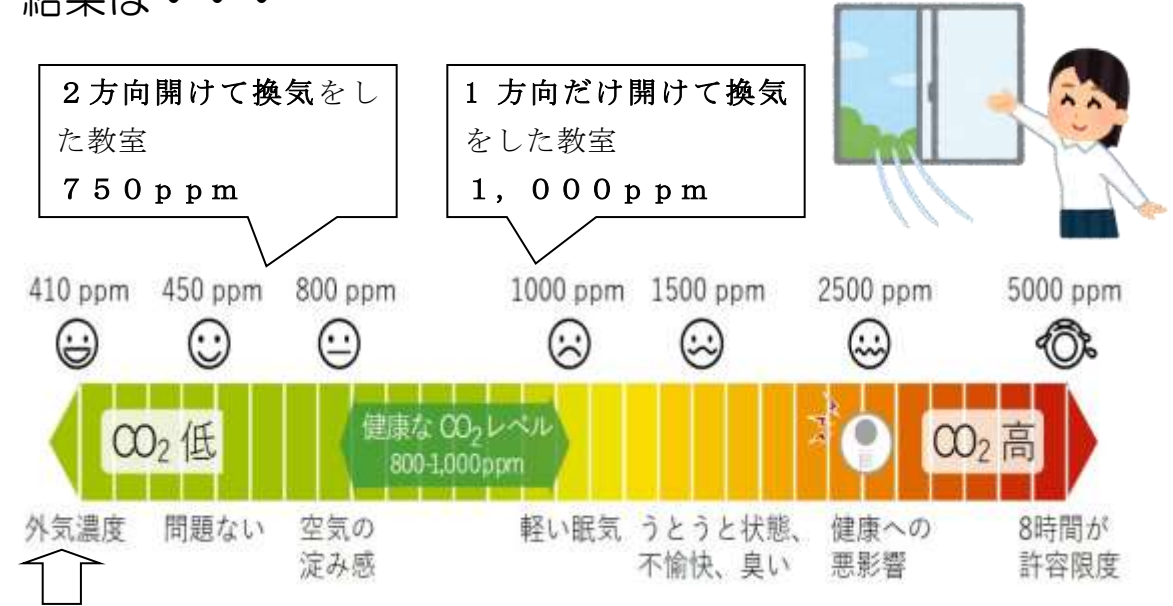 結果は・・・
２方向開けて換気をし
た教室
７５０ｐｐｍ
１方向だけ開けて換気
をした教室
１，０００ｐｐｍ
410 ppm 450 ppm 800 ppm 1000 ppm 1500 ppm 2500 ppm 5000 ppm
CO₂ 低
健康な CO₂レベル
800-1,000ppm
CO₂ 高
外気濃度 問題ない 空気の 軽い眠気 うとうと状態、 健康への 8時間が
淀み感 不愉快、臭い 悪影響 許容限度